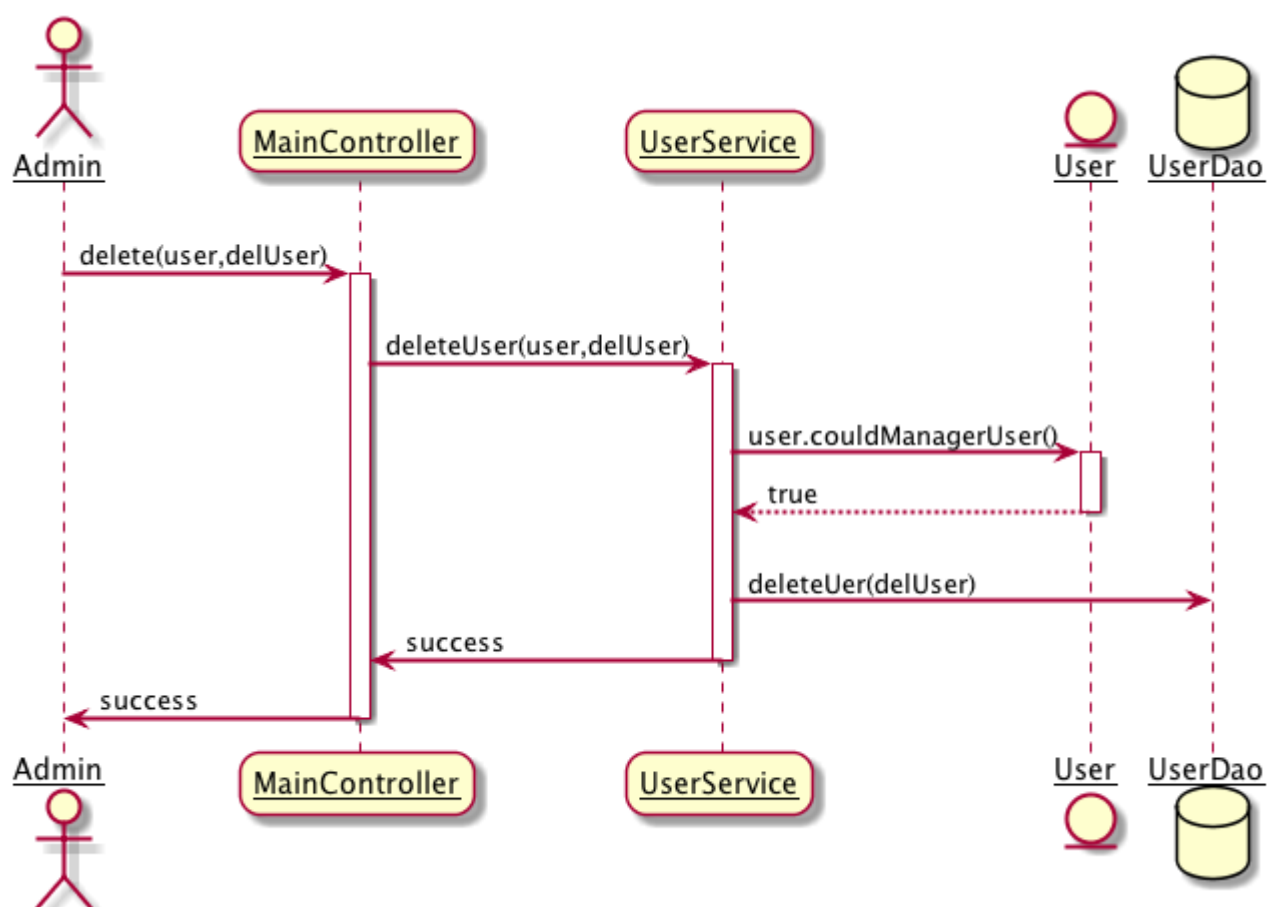 Admin
MainController
UserService
User
UserDao
delete(user,delUser)
deleteUser(user,delUser)
user.couldManagerUser()
true
deleteUer(delUser)
success
success
Admin
MainController
UserService
User
UserDao